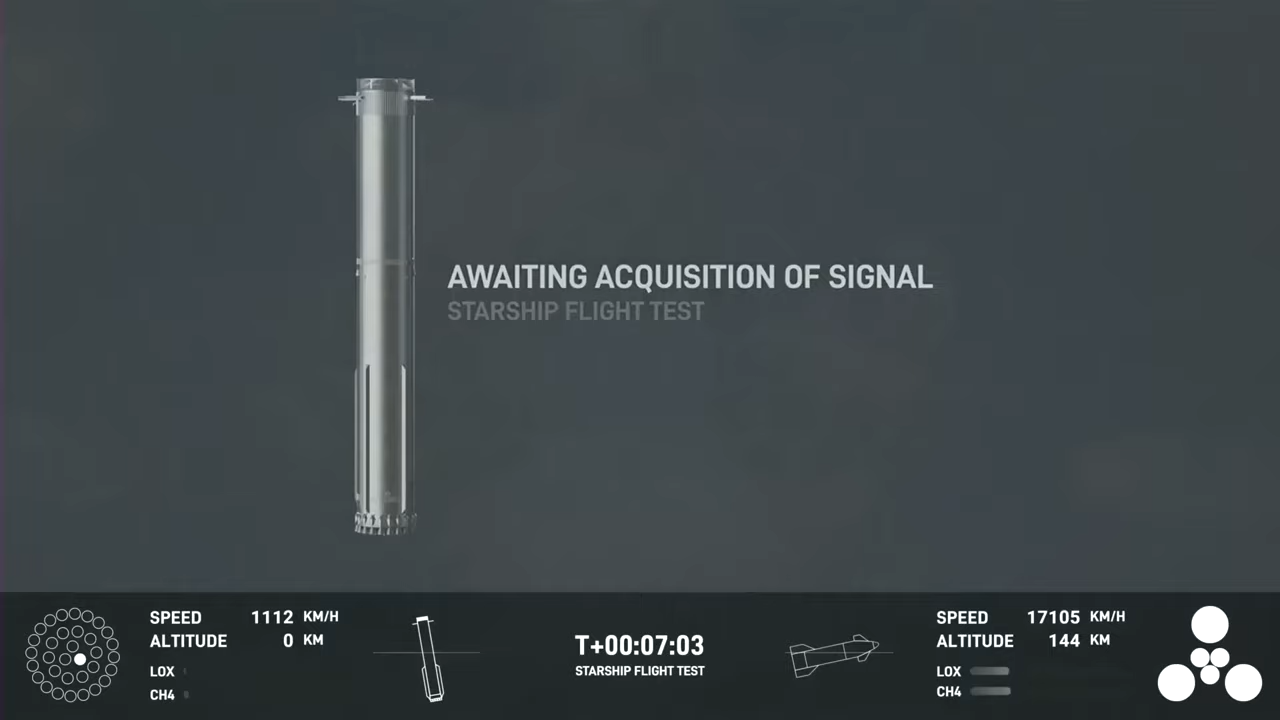 AWAITING ACQUISITION OF SIGNAL
STARSHIP FLIGHT TEST
SPEED 1112 KM/H
ALTITUDE 0 KM
LOX
CH4
T+00:07:03
STARSHIP FLIGHT TEST
SPEED 17105 KM/H
ALTITUDE 144 KM
LOX
CH4